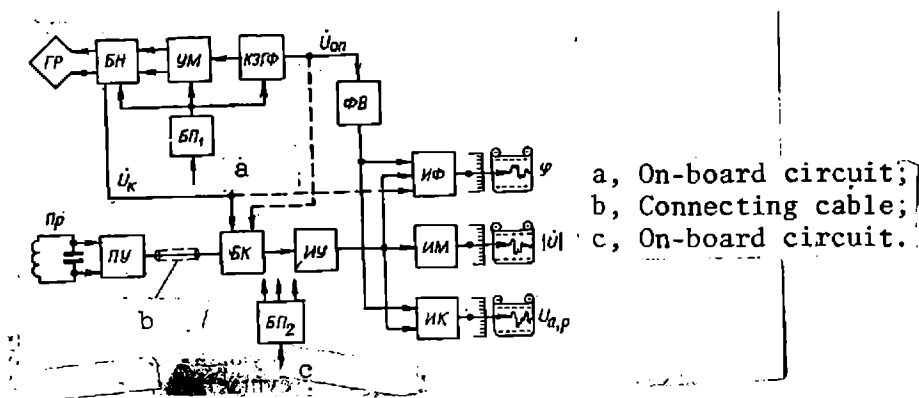 U̇оп
ГР БН УМ КЗГФ
ФВ
БП₁ a
U̇к
ИФ φ
Пр
ПУ БК ИУ ИМ |U̇|
b
БП₂ ИК Uа,р
c
a, On-board circuit;
b, Connecting cable;
c, On-board circuit.